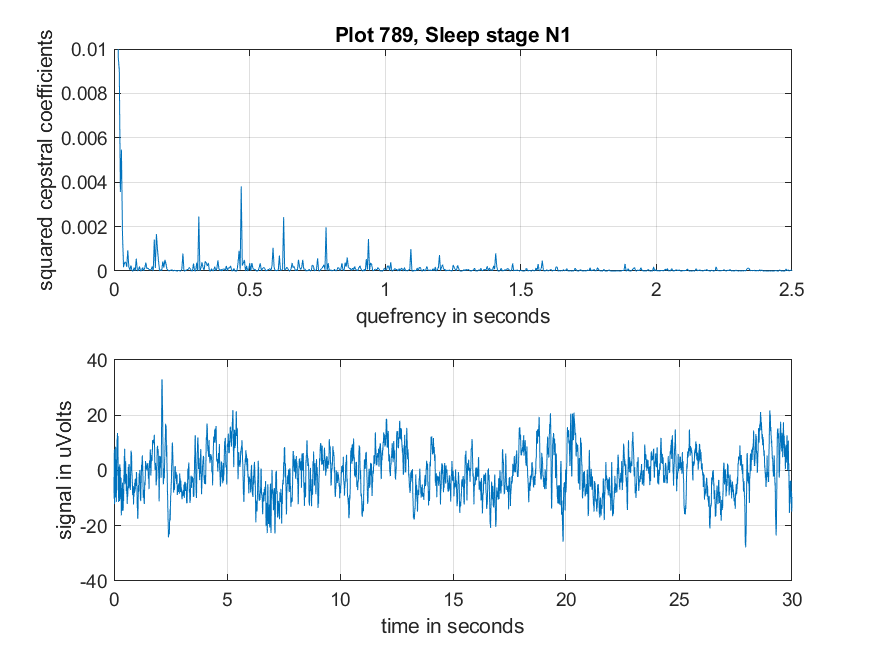 Plot 789, Sleep stage N1
squared cepstral coefficients
0.01
0.008
0.006
0.004
0.002
0
0 0.5 1 1.5 2 2.5
quefrency in seconds
signal in uVolts
40
20
0
-20
-40
0 5 10 15 20 25 30
time in seconds